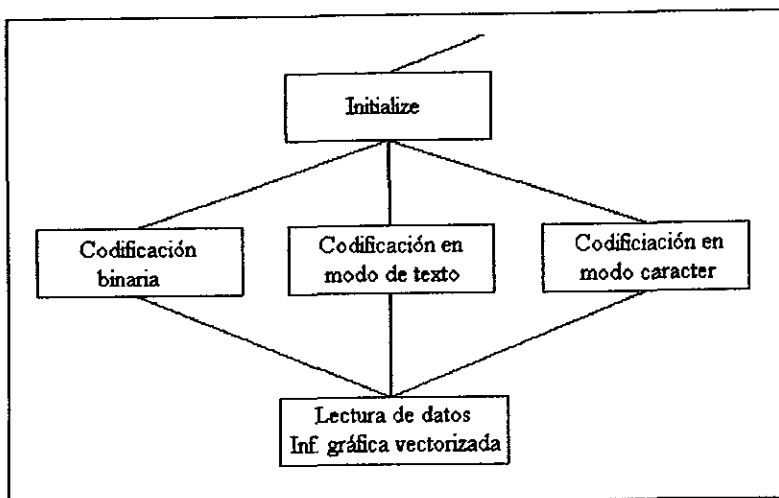 Initialize
Codificación
binaria
Codificación en
modo de texto
Codificiación en
modo caracter
Lectura de datos
Inf. gráfica vectorizada